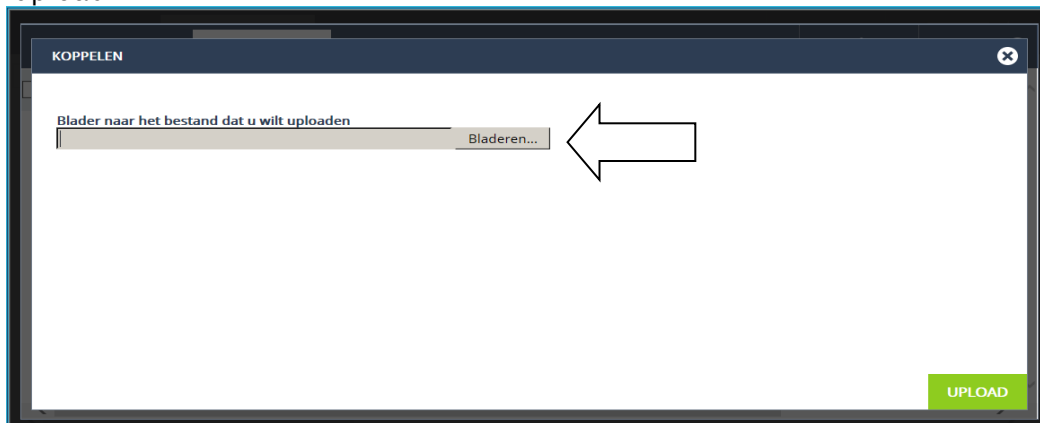 KOPPELEN
Blader naar het bestand dat u wilt uploaden
Bladeren...
UPLOAD